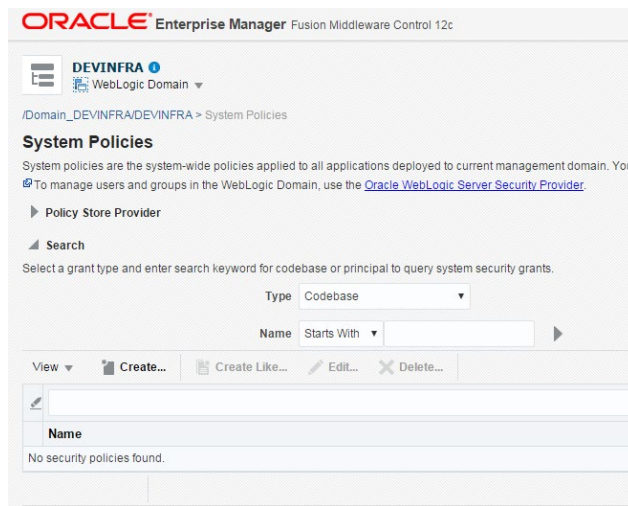 ORACLE Enterprise Manager Fusion Middleware Control 12c
DEVINFRA
WebLogic Domain
/Domain_DEVINFRA/DEVINFRA > System Policies
System Policies
System policies are the system-wide policies applied to all applications deployed to current management domain. You
To manage users and groups in the WebLogic Domain, use the Oracle WebLogic Server Security Provider.
Policy Store Provider
Search
Select a grant type and enter search keyword for codebase or principal to query system security grants.
Type Codebase
Name Starts With
View Create... Create Like... Edit... Delete...
Name
No security policies found.